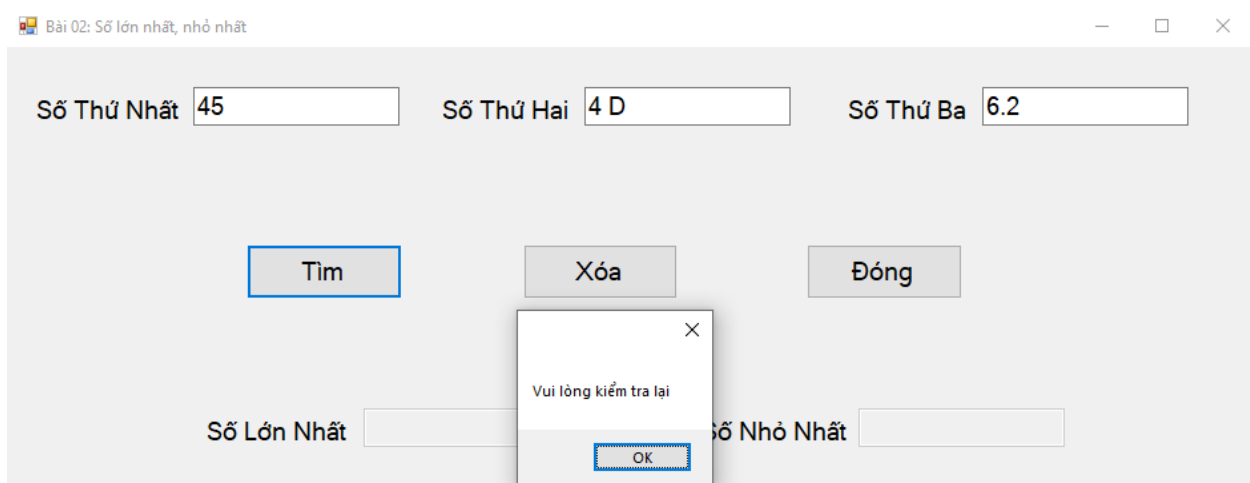 Bài 02: Số lớn nhất, nhỏ nhất
Số Thứ Nhất 45 Số Thứ Hai 4 D Số Thứ Ba 6.2
Tìm Xóa Đóng
Vui lòng kiểm tra lại
Số Lớn Nhất Số Nhỏ Nhất
OK